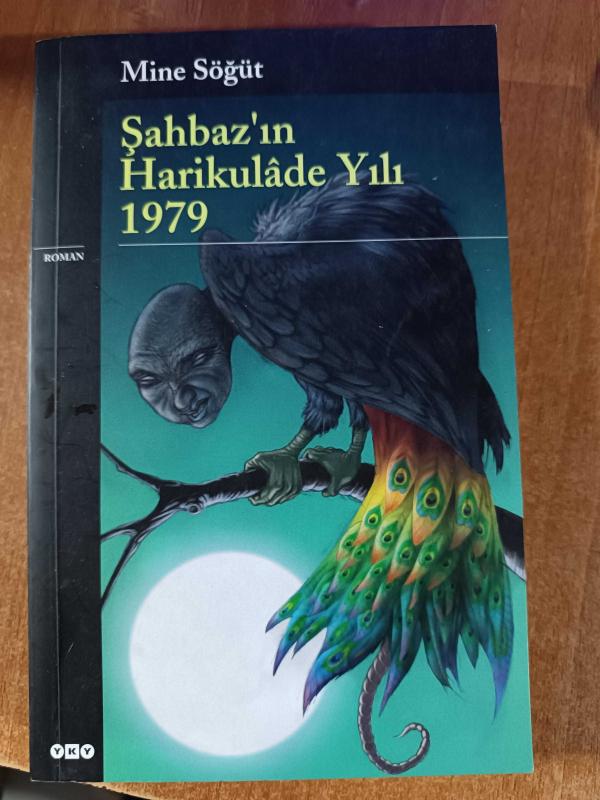 Mine Söğüt
Şahbaz'ın
Harikulâde Yılı
1979
ROMAN
YKY